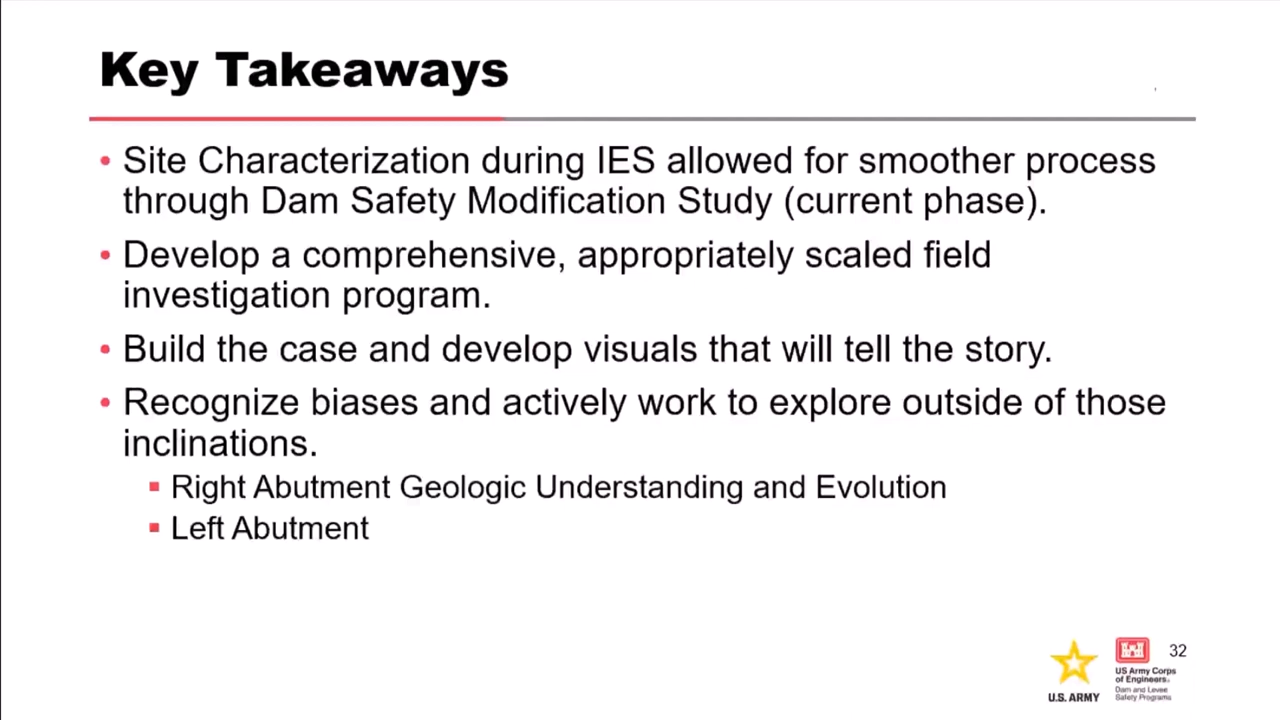 Key Takeaways
• Site Characterization during IES allowed for smoother process
through Dam Safety Modification Study (current phase).
• Develop a comprehensive, appropriately scaled field
investigation program.
• Build the case and develop visuals that will tell the story.
• Recognize biases and actively work to explore outside of those
inclinations.
▪ Right Abutment Geologic Understanding and Evolution
▪ Left Abutment
U.S. ARMY
US Army Corps
of Engineers®
Dam and Levee
Safety Programs
32